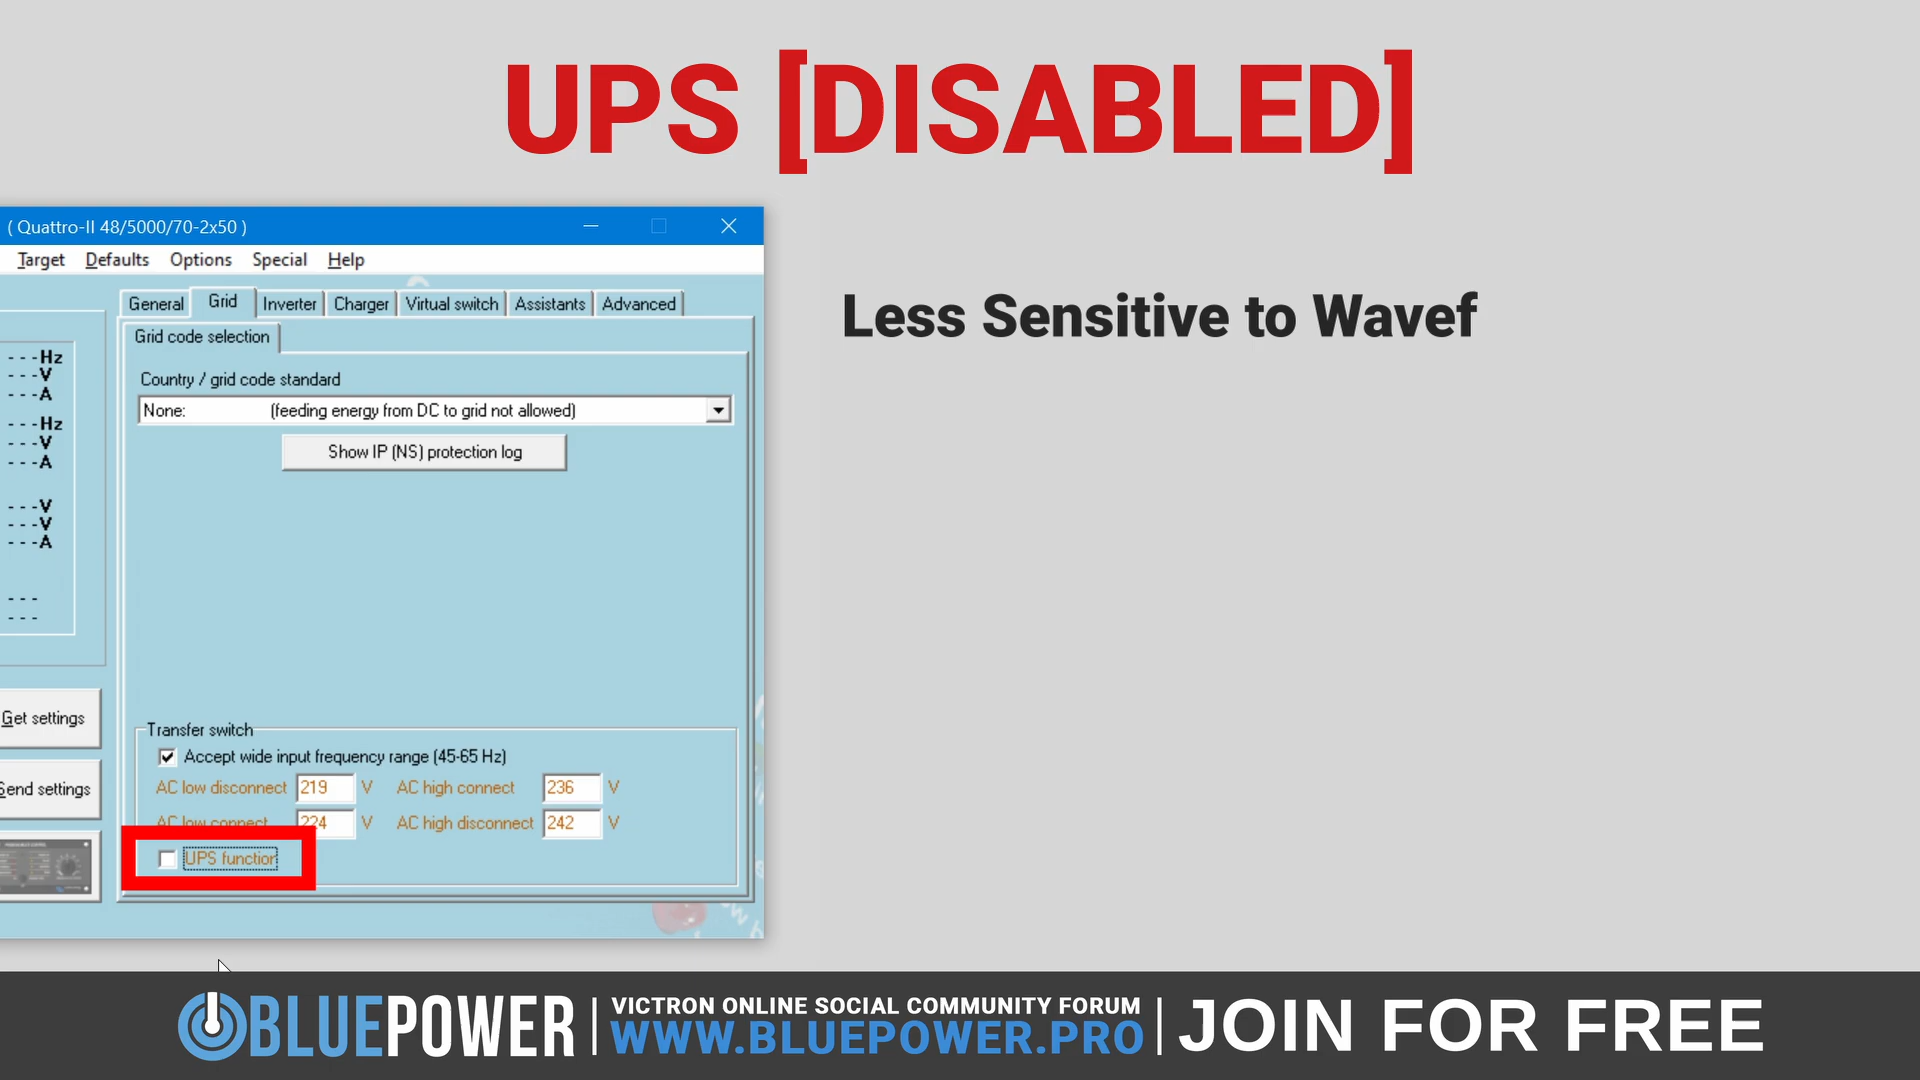 UPS [DISABLED]
( Quattro-II 48/5000/70-2x50 )
Target Defaults Options Special Help
General Grid Inverter Charger Virtual switch Assistants Advanced
Grid code selection
Less Sensitive to Wavef
---Hz
---V
---A
---Hz
---V
---A
---V
---V
---A
---
---
Country / grid code standard
None: (feeding energy from DC to grid not allowed)
Show IP (NS) protection log
Get settings
Send settings
Transfer switch
Accept wide input frequency range (45-65 Hz)
AC low disconnect 219 V AC high connect 236 V
AC low connect 224 V AC high disconnect 242 V
UPS function
BLUEPOWER
VICTRON ONLINE SOCIAL COMMUNITY FORUM
WWW.BLUEPOWER.PRO
JOIN FOR FREE